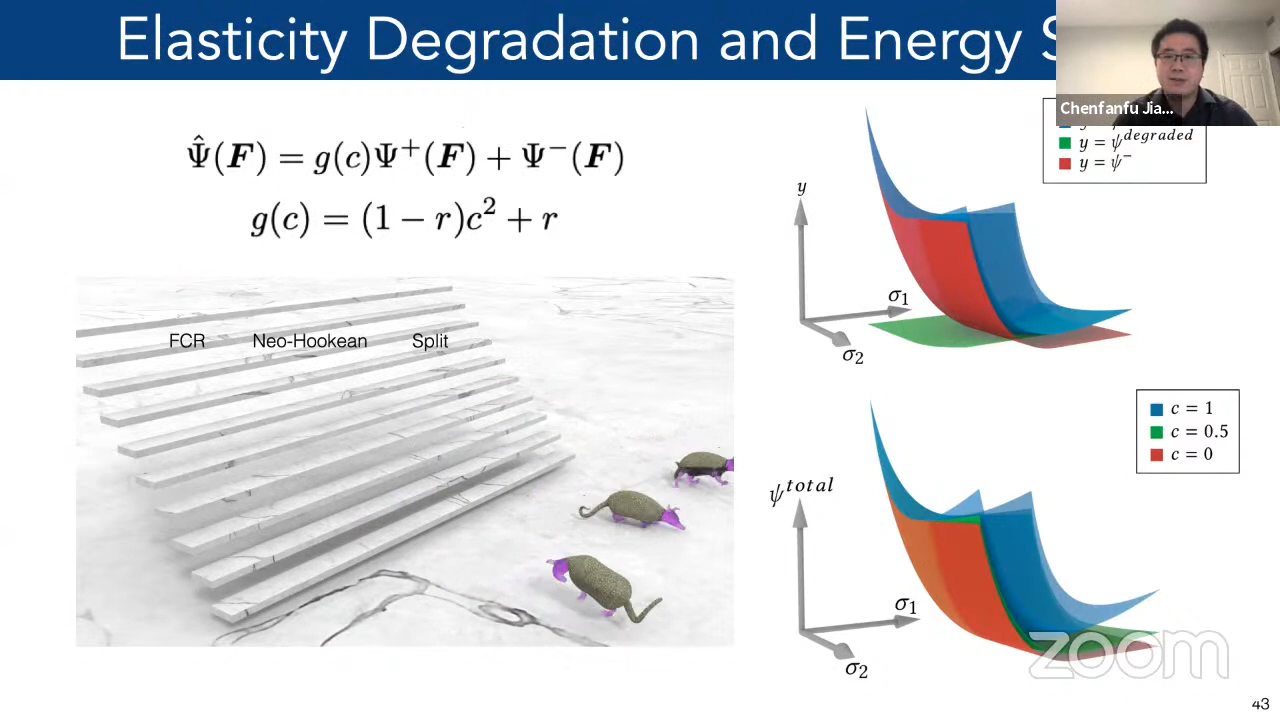 Elasticity Degradation and Energy
Chenfanfu Jia...
Ψ̂(F) = g(c)Ψ⁺(F) + Ψ⁻(F)
g(c) = (1 − r)c² + r
y = ψ^degraded
y = ψ⁻
y
σ₁
σ₂
FCR Neo-Hookean Split
c = 1
c = 0.5
c = 0
ψ^total
σ₁
σ₂
zoom
43